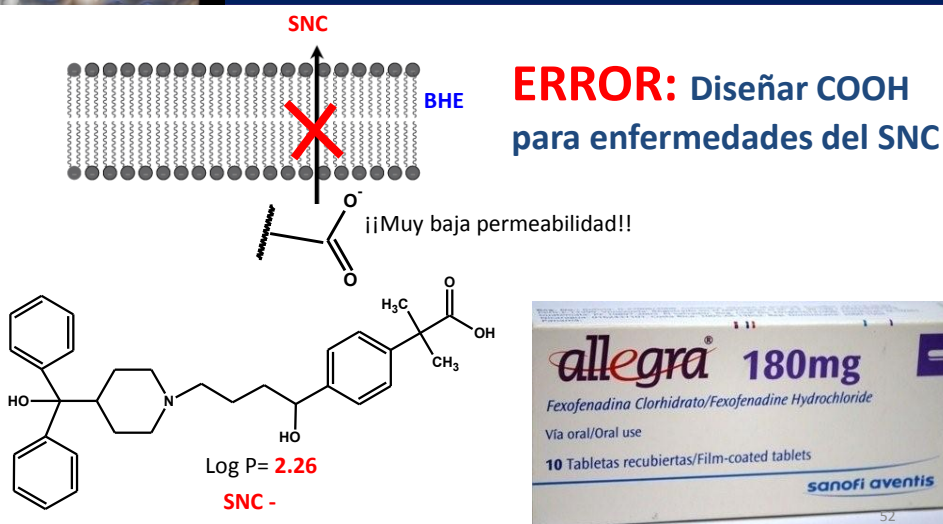 SNC
BHE
ERROR: Diseñar COOH
para enfermedades del SNC
O-
¡¡Muy baja permeabilidad!!
O
H3C
O
OH
CH3
HO
N
HO
Log P= 2.26
SNC -
allegra® 180mg
Fexofenadina Clorhidrato/Fexofenadine Hydrochloride
Vía oral/Oral use
10 Tabletas recubiertas/Film-coated tablets
sanofi aventis
52